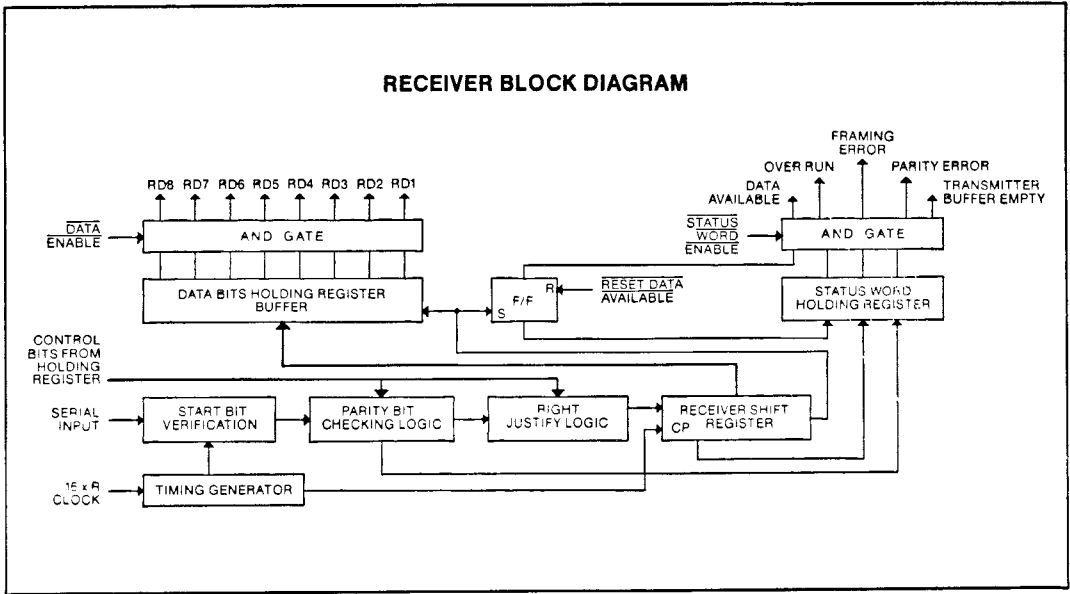 RECEIVER BLOCK DIAGRAM
FRAMING
ERROR
OVER RUN
PARITY ERROR
DATA
AVAILABLE
TRANSMITTER
BUFFER EMPTY
RD8 RD7 RD6 RD5 RD4 RD3 RD2 RD1
DATA
ENABLE
AND GATE
STATUS
WORD
ENABLE
AND GATE
DATA BITS HOLDING REGISTER
BUFFER
F/F
R
S
RESET DATA
AVAILABLE
STATUS WORD
HOLDING REGISTER
CONTROL
BITS FROM
HOLDING
REGISTER
SERIAL
INPUT
START BIT
VERIFICATION
PARITY BIT
CHECKING LOGIC
RIGHT
JUSTIFY LOGIC
RECEIVER SHIFT
REGISTER
CP
16 x R
CLOCK
TIMING GENERATOR